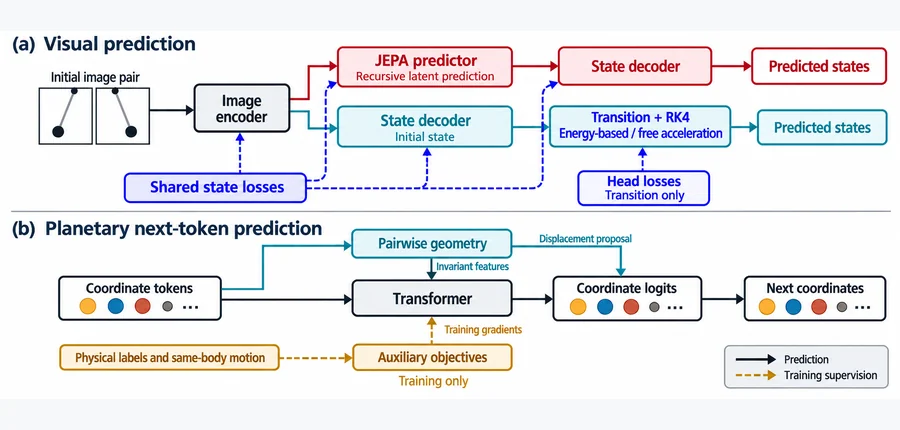 (a) Visual prediction
Initial image pair
Image
encoder
JEPA predictor
Recursive latent prediction
State decoder
Predicted states
State decoder
Initial state
Transition + RK4
Energy-based / free acceleration
Predicted states
Shared state losses
Head losses
Transition only
(b) Planetary next-token prediction
Pairwise geometry
Displacement proposal
Invariant features
Coordinate tokens
...
Transformer
Coordinate logits
...
Next coordinates
...
Training gradients
Physical labels and same-body motion
Auxiliary objectives
Training only
Prediction
Training supervision